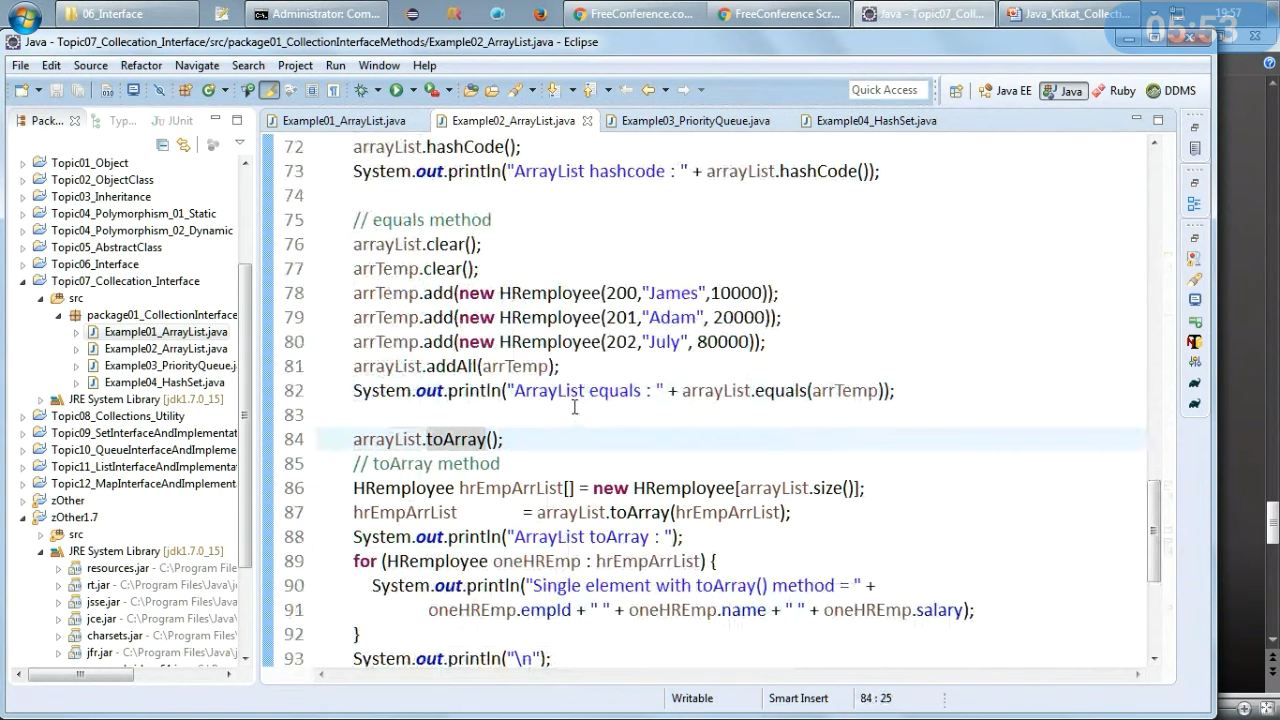 06_Interface
Administrator: Com...
FreeConference.co...
FreeConference Scr...
Java - Topic07_Coll...
Java_Kitkat_Collecti...
19:57
05:53
Java - Topic07_Collecation_Interface/src/package01_CollectionInterfaceMethods/Example02_ArrayList.java - Eclipse
File Edit Source Refactor Navigate Search Project Run Window Help
Quick Access
Java EE
Java
Ruby
DDMS
Pack...
Typ...
JUnit
Example01_ArrayList.java
Example02_ArrayList.java
Example03_PriorityQueue.java
Example04_HashSet.java
Topic01_Object
Topic02_ObjectClass
Topic03_Inheritance
Topic04_Polymorphism_01_Static
Topic04_Polymorphism_02_Dynamic
Topic05_AbstractClass
Topic06_Interface
Topic07_Collecation_Interface
src
package01_CollectionInterface
Example01_ArrayList.java
Example02_ArrayList.java
Example03_PriorityQueue.j
Example04_HashSet.java
JRE System Library [jdk1.7.0_15]
Topic08_Collections_Utility
Topic09_SetInterfaceAndImplementa
Topic10_QueueInterfaceAndImplem
Topic11_ListInterfaceAndImplementa
Topic12_MapInterfaceAndImplement
zOther
zOther1.7
src
JRE System Library [jdk1.7.0_15]
resources.jar - C:\Program Files\
rt.jar - C:\Program Files\Java\j
jsse.jar - C:\Program Files\Java
jce.jar - C:\Program Files\Java\
charsets.jar - C:\Program Files\
jfr.jar - C:\Program Files\Java\j
72 arrayList.hashCode();
73 System.out.println("ArrayList hashcode : " + arrayList.hashCode());
74
75 // equals method
76 arrayList.clear();
77 arrTemp.clear();
78 arrTemp.add(new HRemployee(200,"James",10000));
79 arrTemp.add(new HRemployee(201,"Adam", 20000));
80 arrTemp.add(new HRemployee(202,"July", 80000));
81 arrayList.addAll(arrTemp);
82 System.out.println("ArrayList equals : " + arrayList.equals(arrTemp));
83
84 arrayList.toArray();
85 // toArray method
86 HRemployee hrEmpArrList[] = new HRemployee[arrayList.size()];
87 hrEmpArrList = arrayList.toArray(hrEmpArrList);
88 System.out.println("ArrayList toArray : ");
89 for (HRemployee oneHREmp : hrEmpArrList) {
90 System.out.println("Single element with toArray() method = " +
91 oneHREmp.empId + " " + oneHREmp.name + " " + oneHREmp.salary);
92 }
93 System.out.println("\n");
Writable
Smart Insert
84 : 25